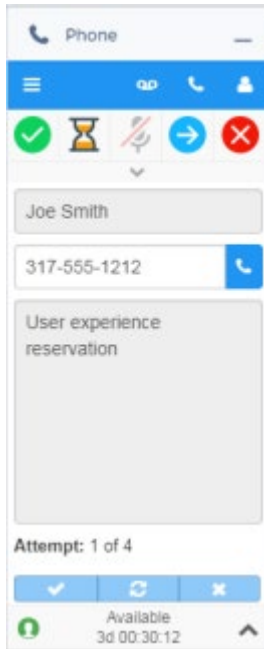 Phone
Joe Smith
317-555-1212
User experience
reservation
Attempt: 1 of 4
Available
3d 00:30:12